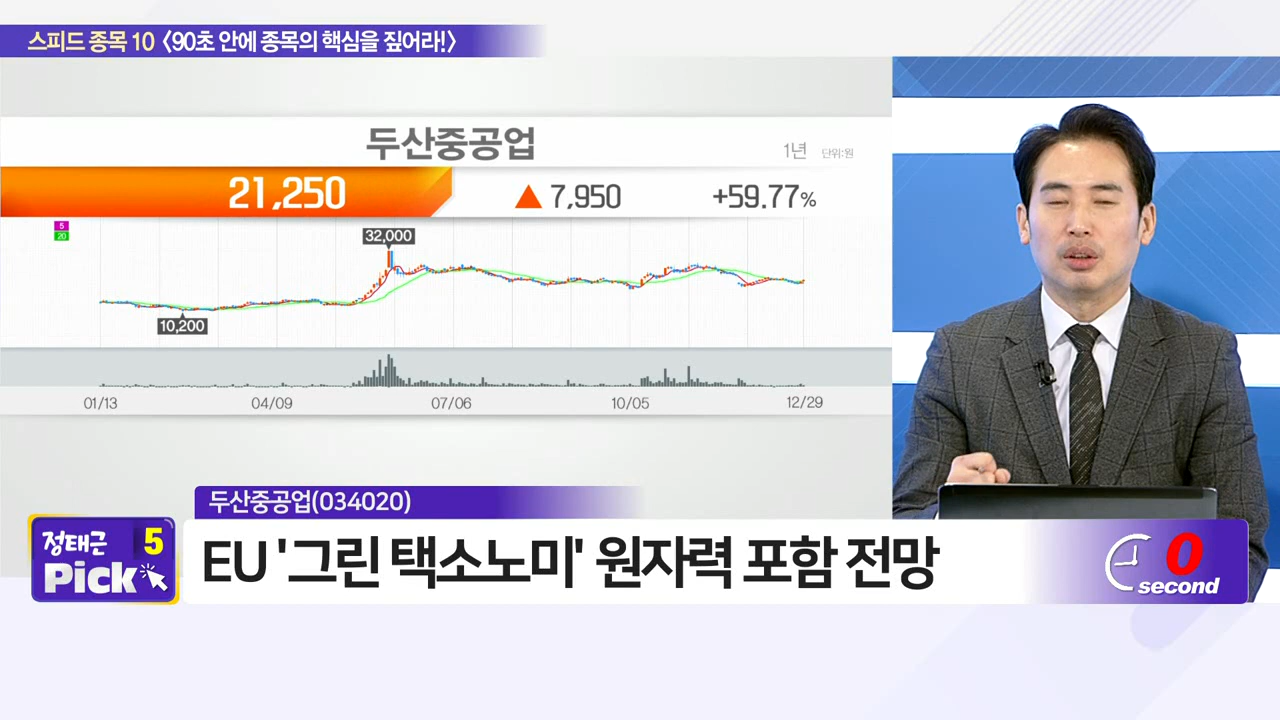 스피드 종목 10 <90초 안에 종목의 핵심을 짚어라!>
두산중공업
1년 단위:원
21,250 ▲ 7,950 +59.77%
5
20
32,000
10,200
01/13 04/09 07/06 10/05 12/29
두산중공업(034020)
정태근 5
Pick
EU '그린 택소노미' 원자력 포함 전망
0
second